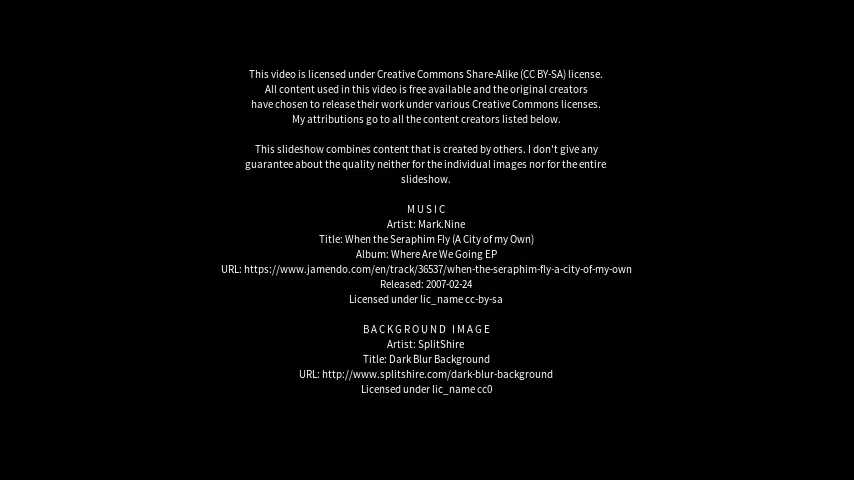 This video is licensed under Creative Commons Share-Alike (CC BY-SA) license.
All content used in this video is free available and the original creators
have chosen to release their work under various Creative Commons licenses.
My attributions go to all the content creators listed below.
This slideshow combines content that is created by others. I don't give any
guarantee about the quality neither for the individual images nor for the entire
slideshow.
MUSIC
Artist: Mark.Nine
Title: When the Seraphim Fly (A City of my Own)
Album: Where Are We Going EP
URL: https://www.jamendo.com/en/track/36537/when-the-seraphim-fly-a-city-of-my-own
Released: 2007-02-24
Licensed under lic_name cc-by-sa
BACKGROUND IMAGE
Artist: SplitShire
Title: Dark Blur Background
URL: http://www.splitshire.com/dark-blur-background
Licensed under lic_name cc0